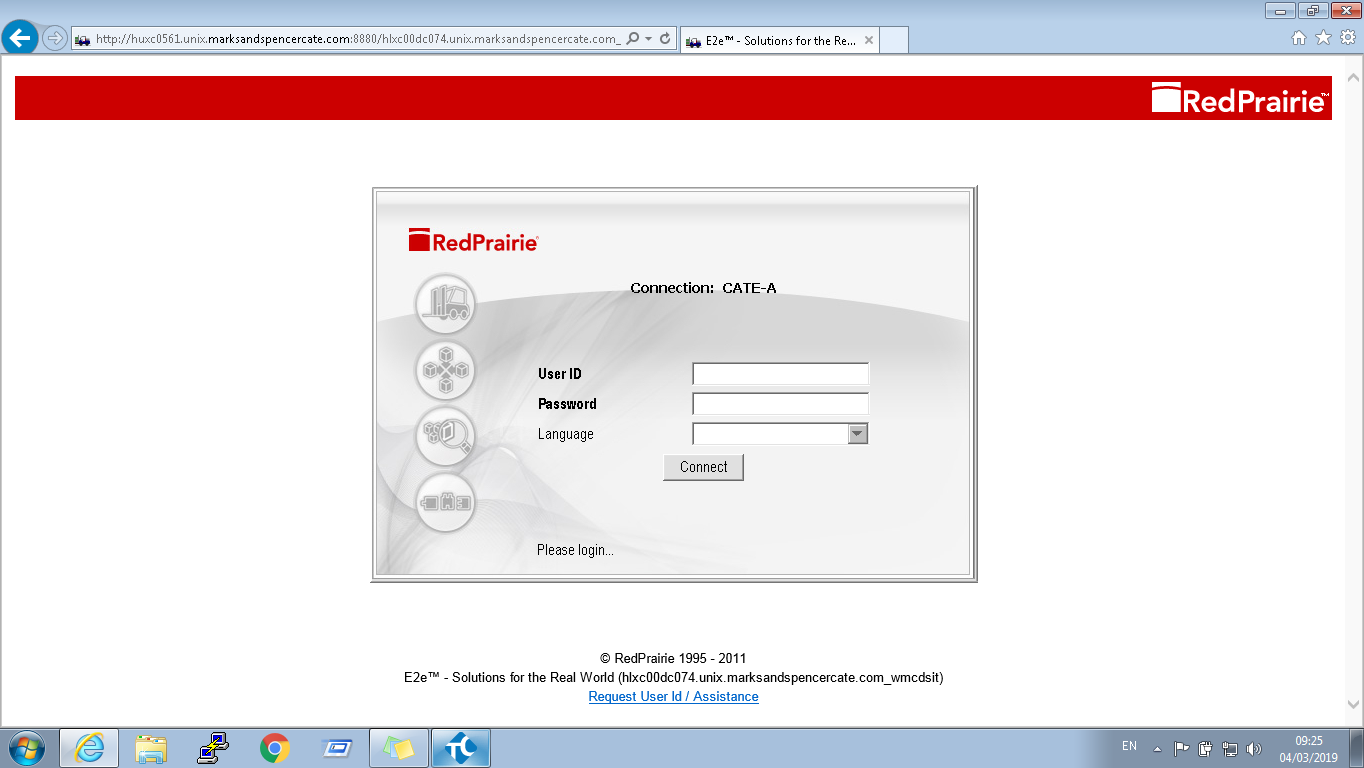 http://huxc0561.unix.marksandspencercate.com:8880/hlxc00dc074.unix.marksandspencercate.com_
E2e™ - Solutions for the Re...
RedPrairie™
RedPrairie
Connection: CATE-A
User ID
Password
Language
Connect
Please login...
© RedPrairie 1995 - 2011
E2e™ - Solutions for the Real World (hlxc00dc074.unix.marksandspencercate.com_wmcdsit)
Request User Id / Assistance
EN
09:25
04/03/2019